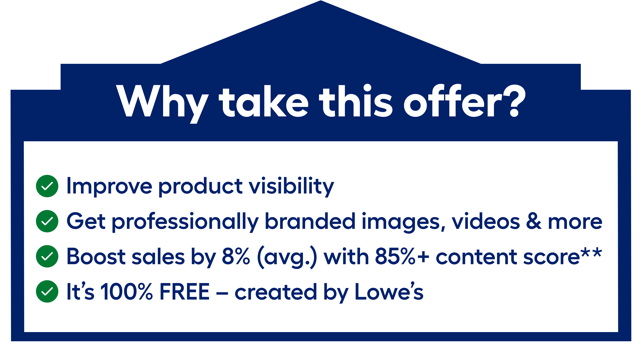 Why take this offer?
Improve product visibility
Get professionally branded images, videos & more
Boost sales by 8% (avg.) with 85%+ content score**
It’s 100% FREE – created by Lowe’s